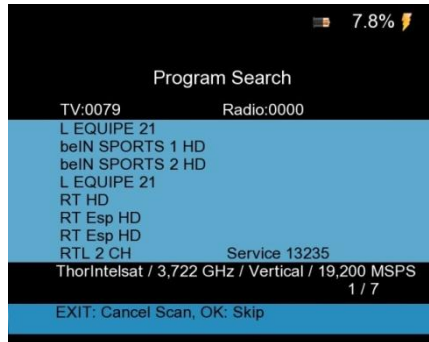 7.8%
Program Search
TV:0079 Radio:0000
L EQUIPE 21
beIN SPORTS 1 HD
beIN SPORTS 2 HD
L EQUIPE 21
RT HD
RT Esp HD
RT Esp HD
RTL 2 CH Service 13235
ThorIntelsat / 3,722 GHz / Vertical / 19,200 MSPS
1 / 7
EXIT: Cancel Scan, OK: Skip